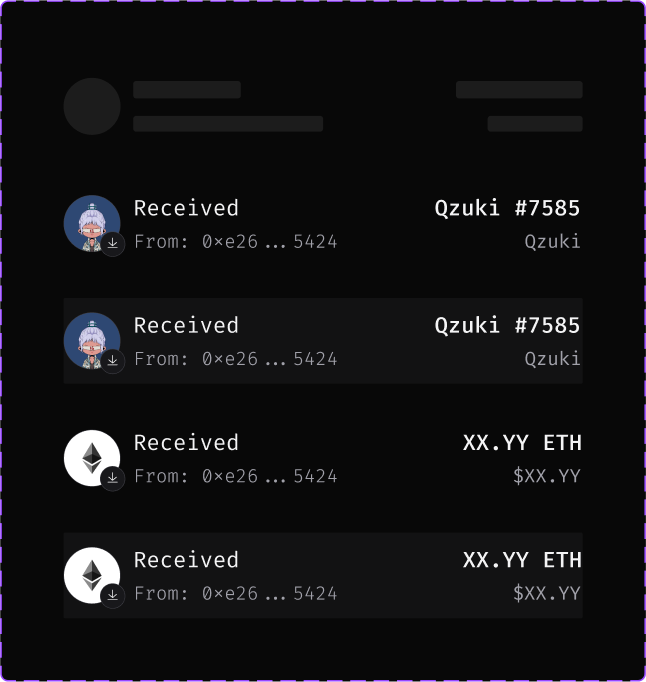 Received
Qzuki #7585
From: 0×e26...5424
Qzuki
Received
Qzuki #7585
From: 0×e26...5424
Qzuki
Received
XX.YY ETH
From: 0×e26...5424
$XX.YY
Received
XX.YY ETH
From: 0×e26...5424
$XX.YY